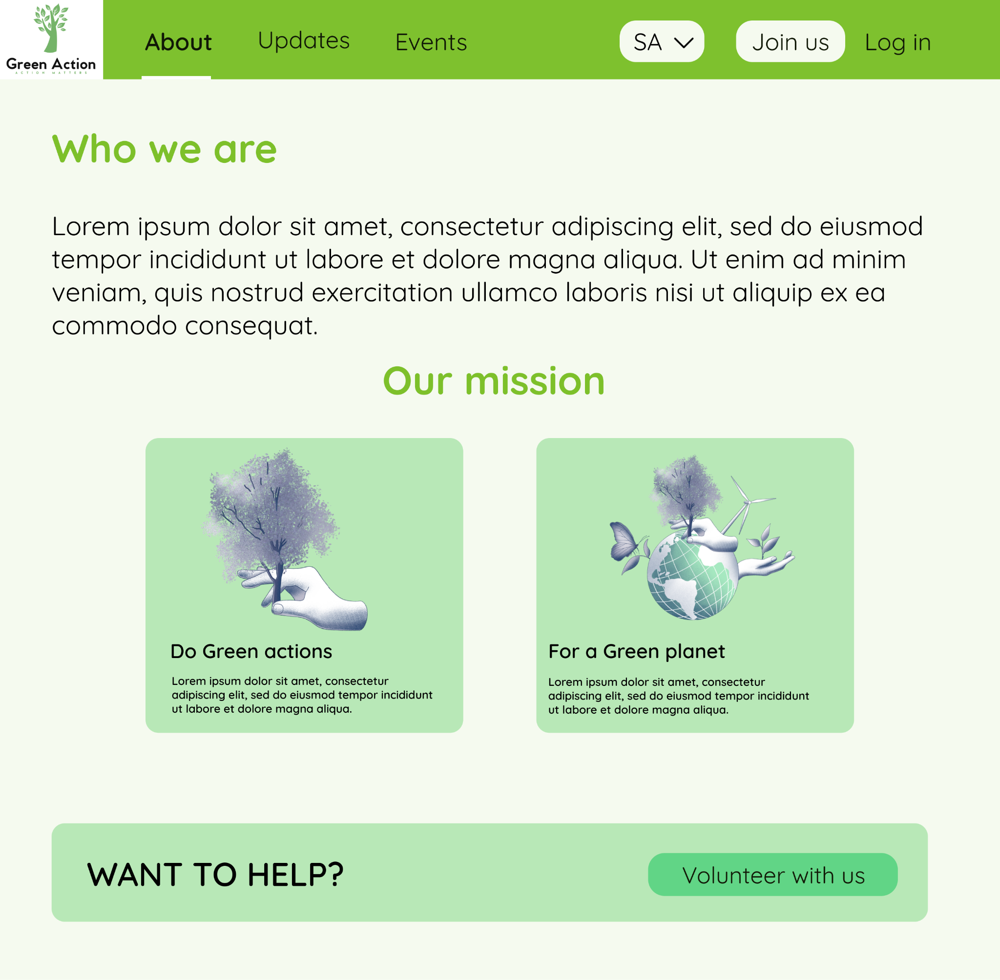 Green Action
ACTION MATTERS
About
Updates
Events
SA
Join us
Log in
Who we are
Lorem ipsum dolor sit amet, consectetur adipiscing elit, sed do eiusmod
tempor incididunt ut labore et dolore magna aliqua. Ut enim ad minim
veniam, quis nostrud exercitation ullamco laboris nisi ut aliquip ex ea
commodo consequat.
Our mission
Do Green actions
Lorem ipsum dolor sit amet, consectetur
adipiscing elit, sed do eiusmod tempor incididunt
ut labore et dolore magna aliqua.
For a Green planet
Lorem ipsum dolor sit amet, consectetur
adipiscing elit, sed do eiusmod tempor incididunt
ut labore et dolore magna aliqua.
WANT TO HELP?
Volunteer with us